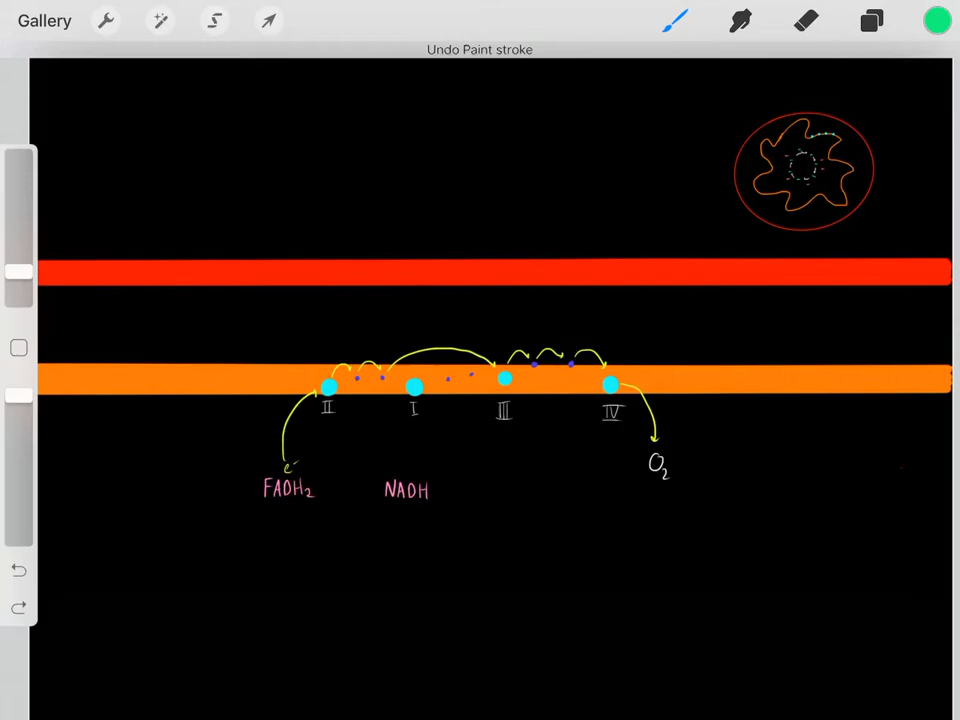 Gallery
Undo Paint stroke
II I III IV
e⁻
O₂
FADH₂ NADH